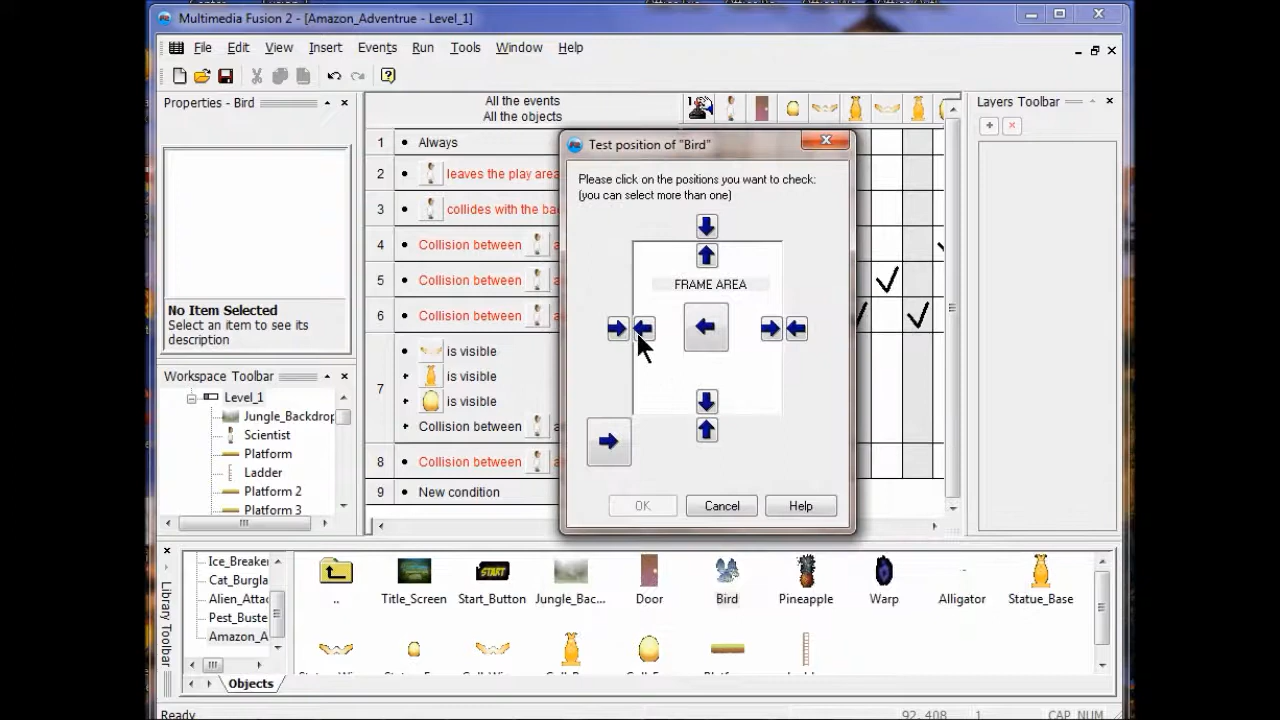 Multimedia Fusion 2 - [Amazon_Adventrue - Level_1]
File Edit View Insert Events Run Tools Window Help
Properties - Bird
No Item Selected
Select an item to see its
description
Workspace Toolbar
Level_1
Jungle_Backdrop
Scientist
Platform
Ladder
Platform 2
Platform 3
All the events
All the objects
1 Always
2 leaves the play area
3 collides with the ba
4 Collision between
5 Collision between
6 Collision between
7
is visible
is visible
is visible
Collision between
8 Collision between
9 New condition
Test position of "Bird"
Please click on the positions you want to check:
(you can select more than one)
FRAME AREA
OK Cancel Help
Layers Toolbar
Library Toolbar
Ice_Breaker
Cat_Burgla
Alien_Attac
Pest_Buste
Amazon_A
.. Title_Screen Start_Button Jungle_Bac... Door Bird Pineapple Warp Alligator Statue_Base
Objects
Ready
92, 408 1 CAP NUM